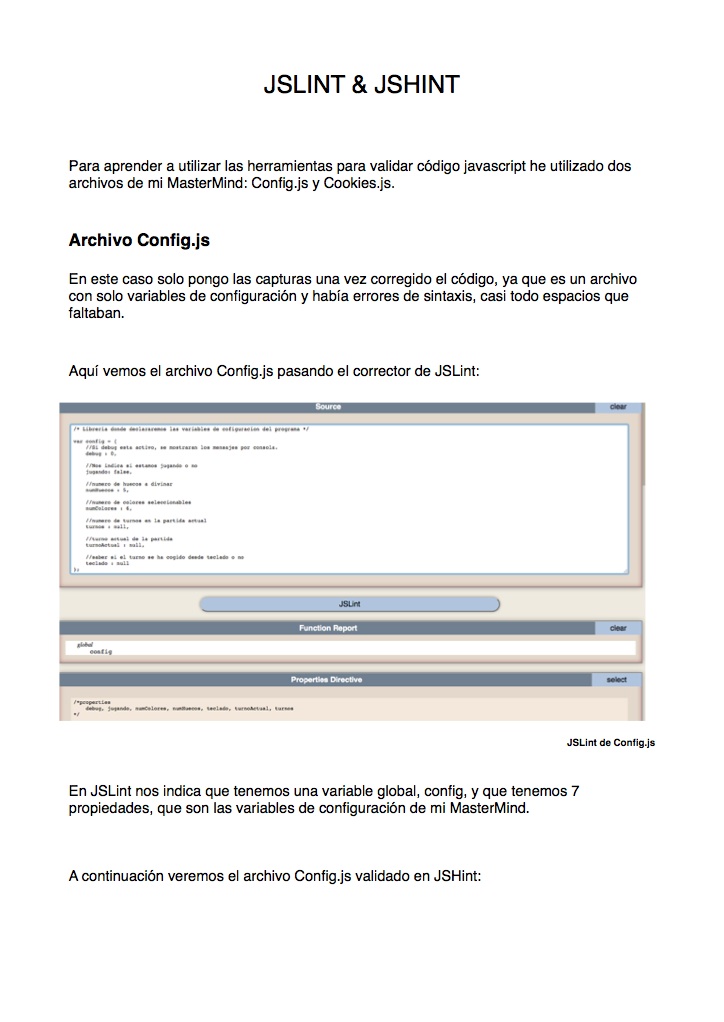 JSLINT & JSHINT
Para aprender a utilizar las herramientas para validar código javascript he utilizado dos
archivos de mi MasterMind: Config.js y Cookies.js.
Archivo Config.js
En este caso solo pongo las capturas una vez corregido el código, ya que es un archivo
con solo variables de configuración y había errores de sintaxis, casi todo espacios que
faltaban.
Aquí vemos el archivo Config.js pasando el corrector de JSLint:
Source
clear
/* Libreria donde declararemos las variables de cofiguracion del programa */
var config = {
//Si debug esta activo, se mostraran los mensajes por consola.
debug : 0,
//Nos indira si estamos jugando o no
jugando: false,
//numero de huecos a divinar
numHuecos : 5,
//numero de colores seleccionables
numColores : 6,
//numero de turnos en la partida actual
turnos : null,
//turno actual de la partida
turnoActual : null,
//saber si el turno se ha cogido desde teclado o no
teclado : null
};
JSLint
Function Report
clear
global
config
Properties Directive
select
/*properties
debug, jugando, numColores, numHuecos, teclado, turnoActual, turnos
*/
JSLint de Config.js
En JSLint nos indica que tenemos una variable global, config, y que tenemos 7
propiedades, que son las variables de configuración de mi MasterMind.
A continuación veremos el archivo Config.js validado en JSHint: